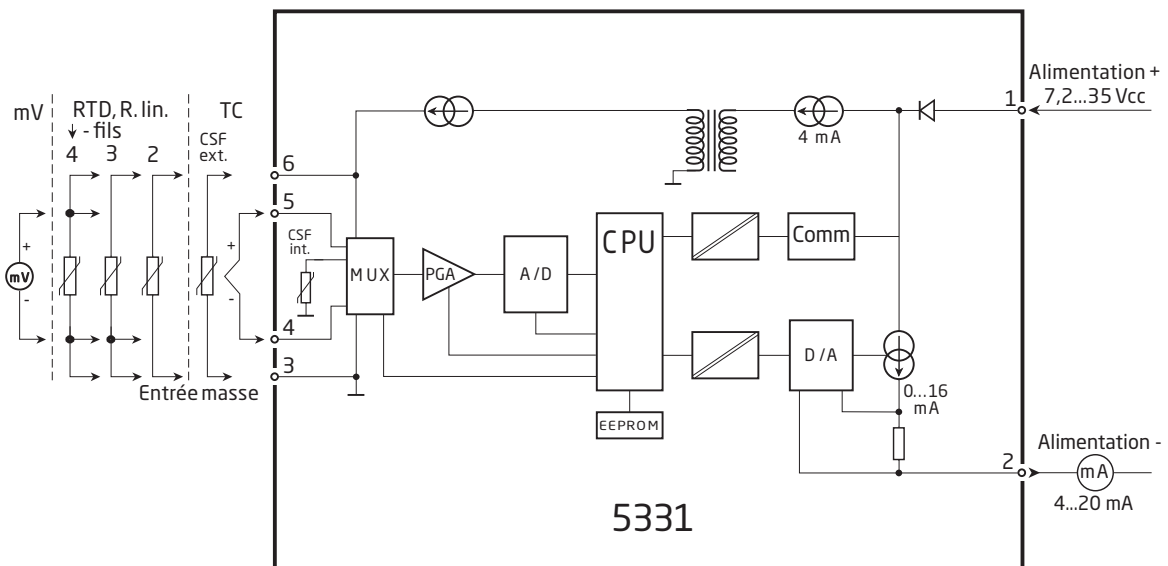 mV
RTD, R. lin.
- fils
4
3
2
TC
CSF
ext.
+
-
mV
+
-
Entrée masse
6
5
4
3
CSF
int.
MUX
PGA
A/D
CPU
EEPROM
4 mA
Comm
D/A
0...16
mA
1
Alimentation +
7,2...35 Vcc
2
Alimentation -
mA
4...20 mA
5331